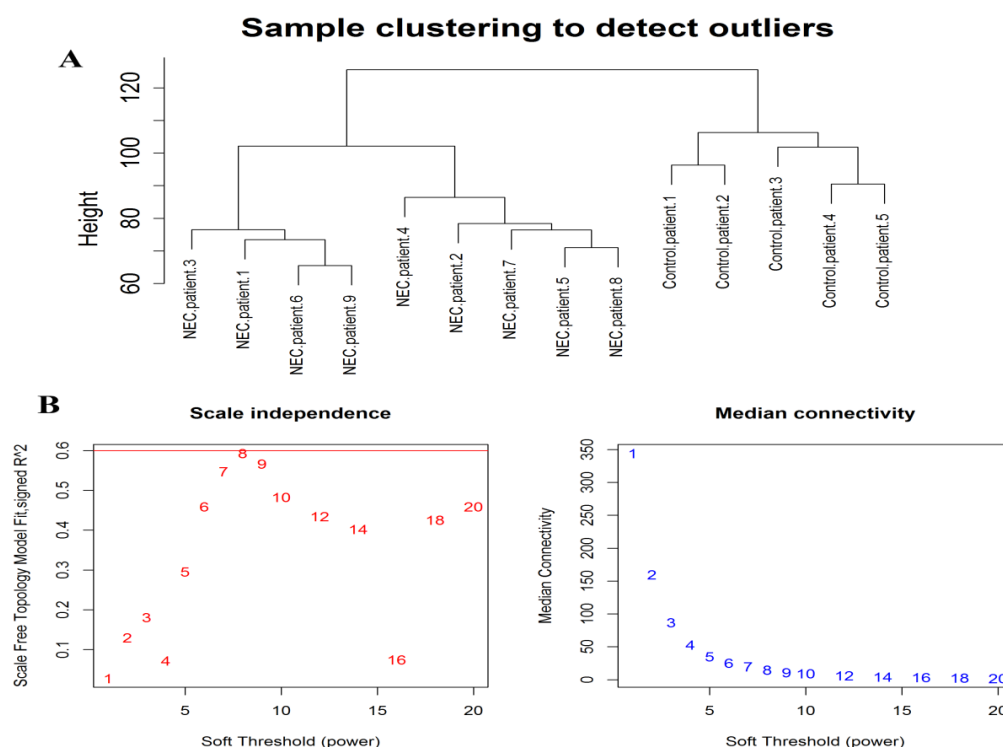 Sample clustering to detect outliers
A
Height
60
80
100
120
NEC.patient.3
NEC.patient.1
NEC.patient.6
NEC.patient.9
NEC.patient.4
NEC.patient.2
NEC.patient.7
NEC.patient.5
NEC.patient.8
Control.patient.1
Control.patient.2
Control.patient.3
Control.patient.4
Control.patient.5
B
Scale independence
Scale Free Topology Model Fit,signed R^2
0.1
0.2
0.3
0.4
0.5
0.6
1
2
3
4
5
6
7
8
9
10
12
14
16
18
20
5
10
15
20
Soft Threshold (power)
Median connectivity
Median Connectivity
0
50
100
150
200
250
300
350
1
2
3
4
5
6
7
8
9
10
12
14
16
18
20
5
10
15
20
Soft Threshold (power)